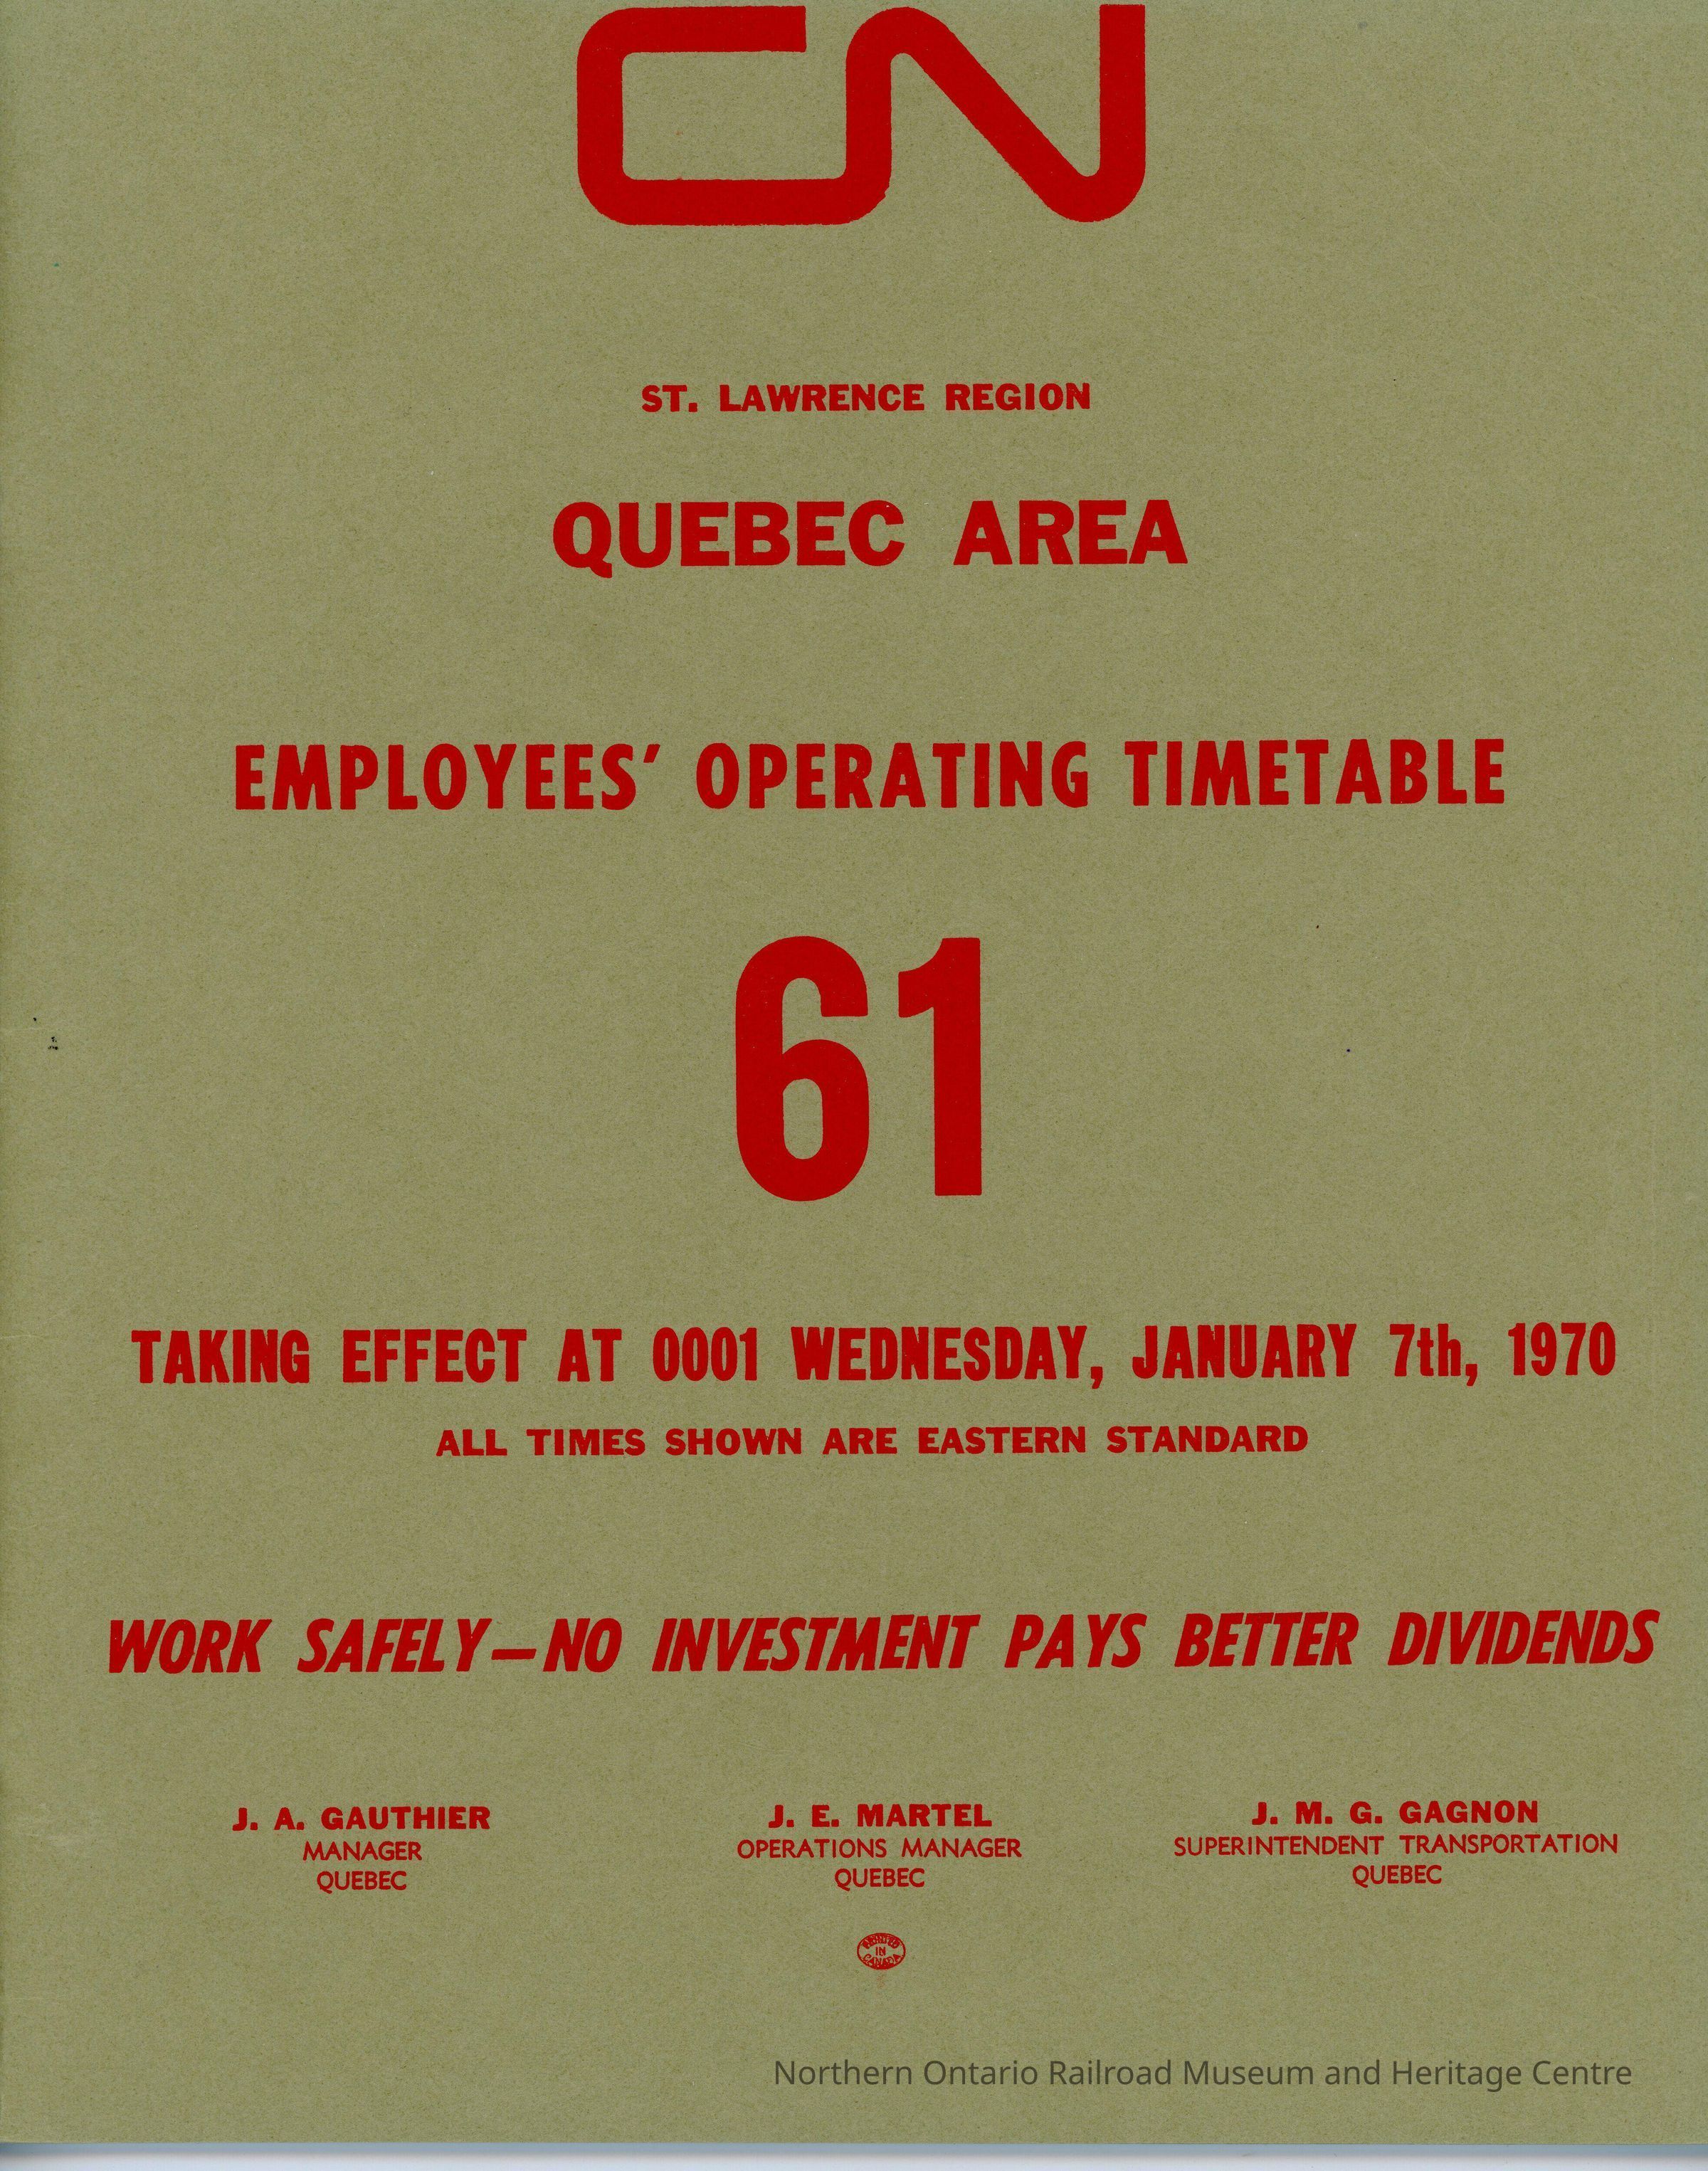 CN
ST. LAWRENCE REGION
QUEBEC AREA
EMPLOYEES' OPERATING TIMETABLE
61
TAKING EFFECT AT 0001 WEDNESDAY, JANUARY 7th, 1970
ALL TIMES SHOWN ARE EASTERN STANDARD
WORK SAFELY—NO INVESTMENT PAYS BETTER DIVIDENDS
J. A. GAUTHIER
MANAGER
QUEBEC
J. E. MARTEL
OPERATIONS MANAGER
QUEBEC
J. M. G. GAGNON
SUPERINTENDENT TRANSPORTATION
QUEBEC
PRINTED
IN
CANADA
Northern Ontario Railroad Museum and Heritage Centre